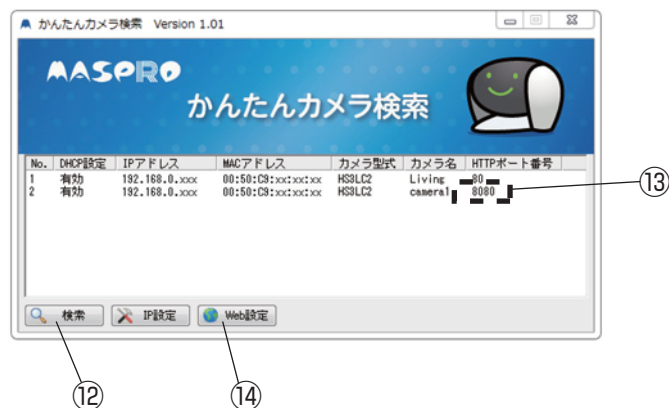 かんたんカメラ検索 Version 1.01
MASPRO
かんたんカメラ検索
No. DHCP設定 IPアドレス MACアドレス カメラ型式 カメラ名 HTTPポート番号
1 有効 192.168.0.xxx 00:50:C9:xx:xx:xx HS3LC2 Living 80
2 有効 192.168.0.xxx 00:50:C9:xx:xx:xx HS3LC2 camera1 8080
⑬
検索 IP設定 Web設定
⑫ ⑭